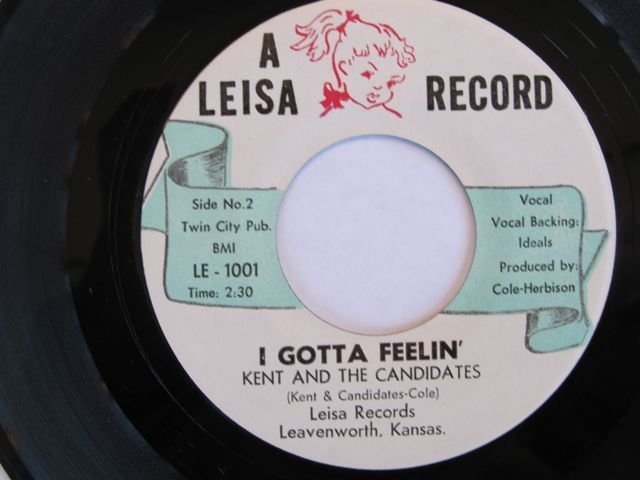 A
LEISA RECORD
Side No.2
Twin City Pub.
BMI
LE - 1001
Time: 2:30
Vocal
Vocal Backing:
Ideals
Produced by:
Cole-Herbison
I GOTTA FEELIN'
KENT AND THE CANDIDATES
(Kent & Candidates-Cole)
Leisa Records
Leavenworth, Kansas.